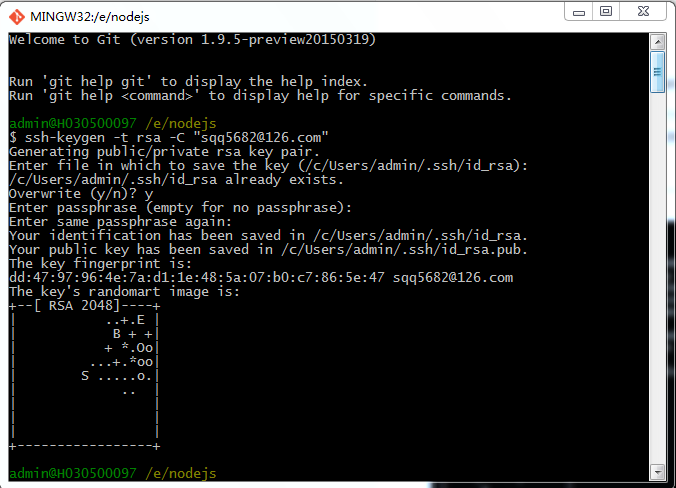 MINGW32:/e/nodejs
Welcome to Git (version 1.9.5-preview20150319)
Run 'git help git' to display the help index.
Run 'git help <command>' to display help for specific commands.
admin@H030500097 /e/nodejs
$ ssh-keygen -t rsa -C "sqq5682@126.com"
Generating public/private rsa key pair.
Enter file in which to save the key (/c/Users/admin/.ssh/id_rsa):
/c/Users/admin/.ssh/id_rsa already exists.
Overwrite (y/n)? y
Enter passphrase (empty for no passphrase):
Enter same passphrase again:
Your identification has been saved in /c/Users/admin/.ssh/id_rsa.
Your public key has been saved in /c/Users/admin/.ssh/id_rsa.pub.
The key fingerprint is:
dd:47:97:96:4e:7a:d1:1e:48:5a:07:b0:c7:86:5e:47 sqq5682@126.com
The key's randomart image is:
+--[ RSA 2048]----+
|           ..+.E |
|            B + +|
|           + *.Oo|
|         ...+.*oo|
|        S .....o.|
|             ..  |
|                 |
|                 |
|                 |
+-----------------+
admin@H030500097 /e/nodejs